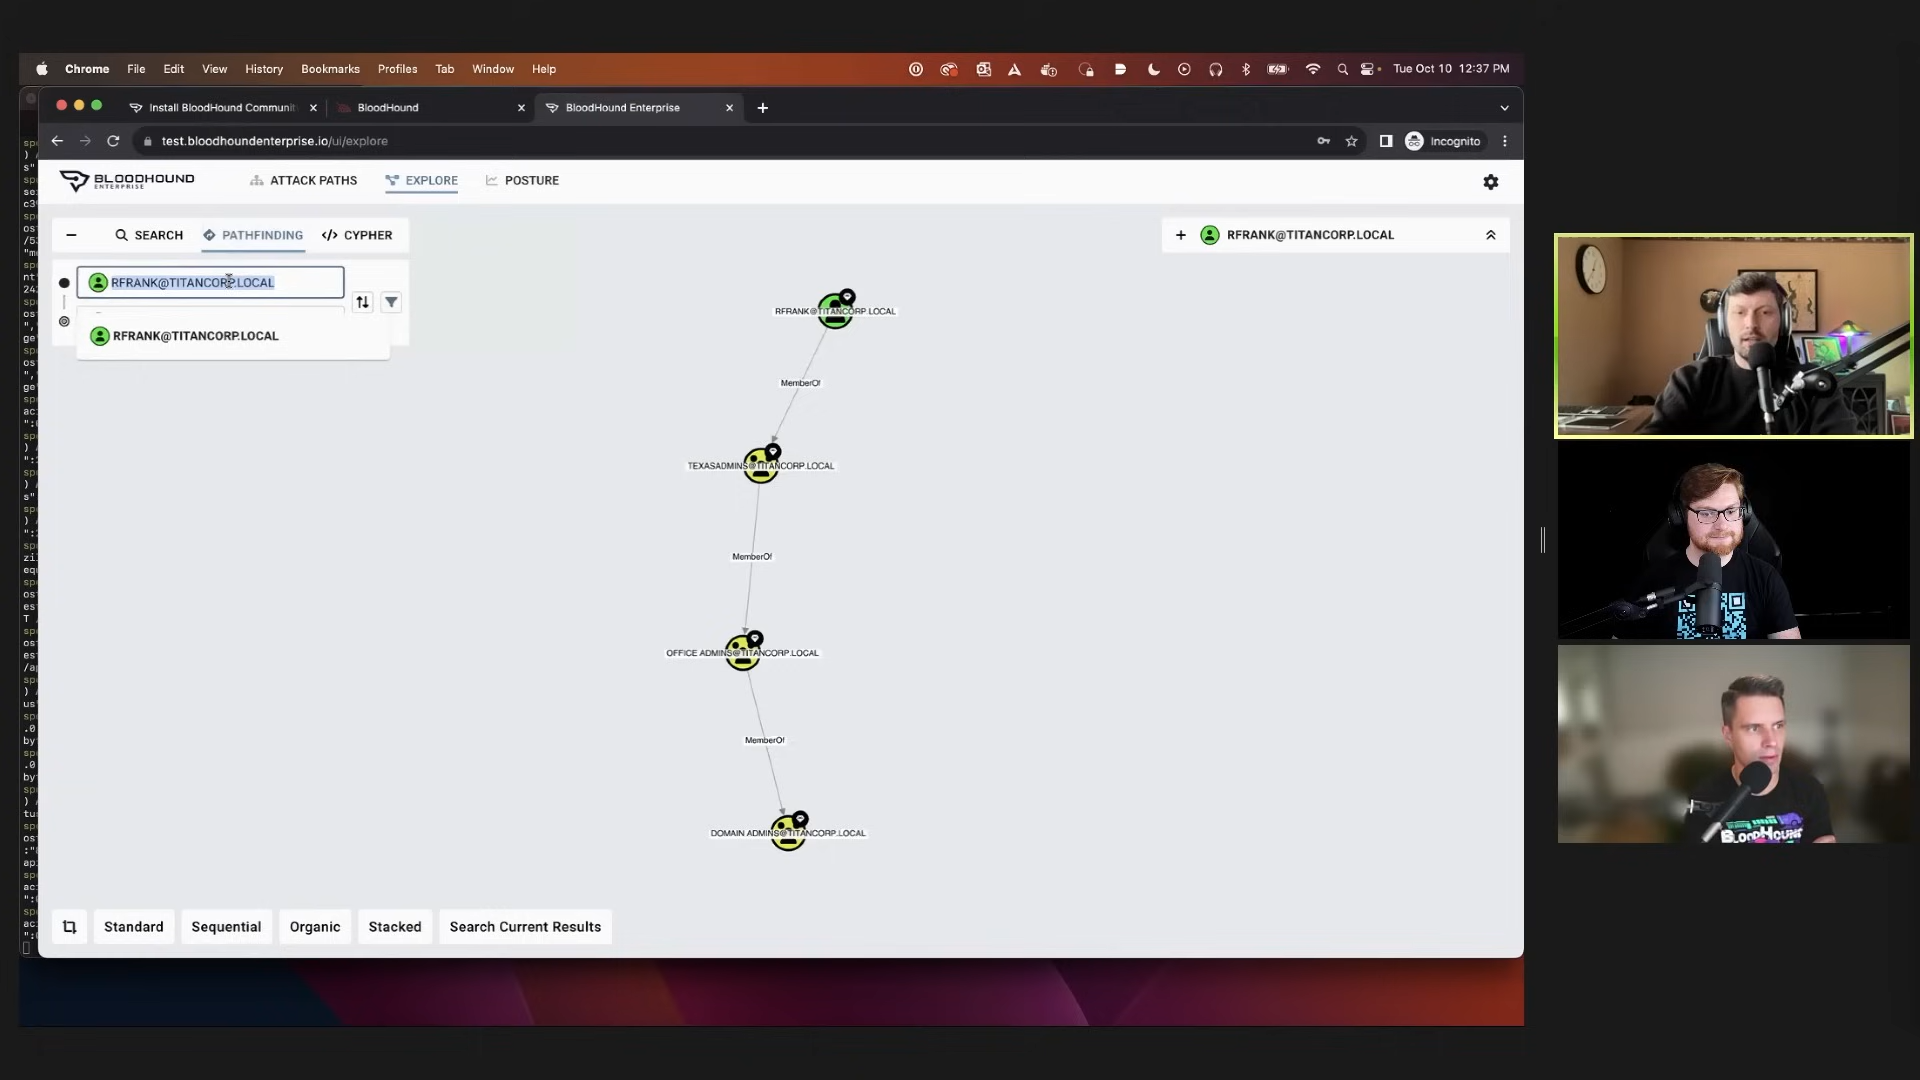 Chrome File Edit View History Bookmarks Profiles Tab Window Help
Tue Oct 10 12:37 PM
Install BloodHound Communit
BloodHound
BloodHound Enterprise
test.bloodhoundenterprise.io/ui/explore
Incognito
BLOODHOUND
ENTERPRISE
ATTACK PATHS
EXPLORE
POSTURE
SEARCH
PATHFINDING
CYPHER
RFRANK@TITANCORP.LOCAL
RFRANK@TITANCORP.LOCAL
RFRANK@TITANCORP.LOCAL
RFRANK@TITANCORP.LOCAL
MemberOf
TEXASADMINS@TITANCORP.LOCAL
MemberOf
OFFICE ADMINS@TITANCORP.LOCAL
MemberOf
DOMAIN ADMINS@TITANCORP.LOCAL
Standard
Sequential
Organic
Stacked
Search Current Results
BLOODHOUND